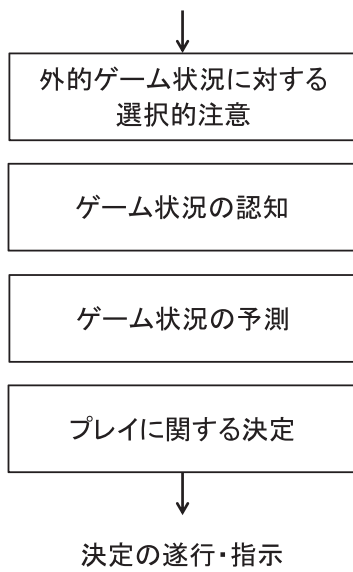 外的ゲーム状況に対する
選択的注意
ゲーム状況の認知
ゲーム状況の予測
プレイに関する決定
決定の遂行・指示